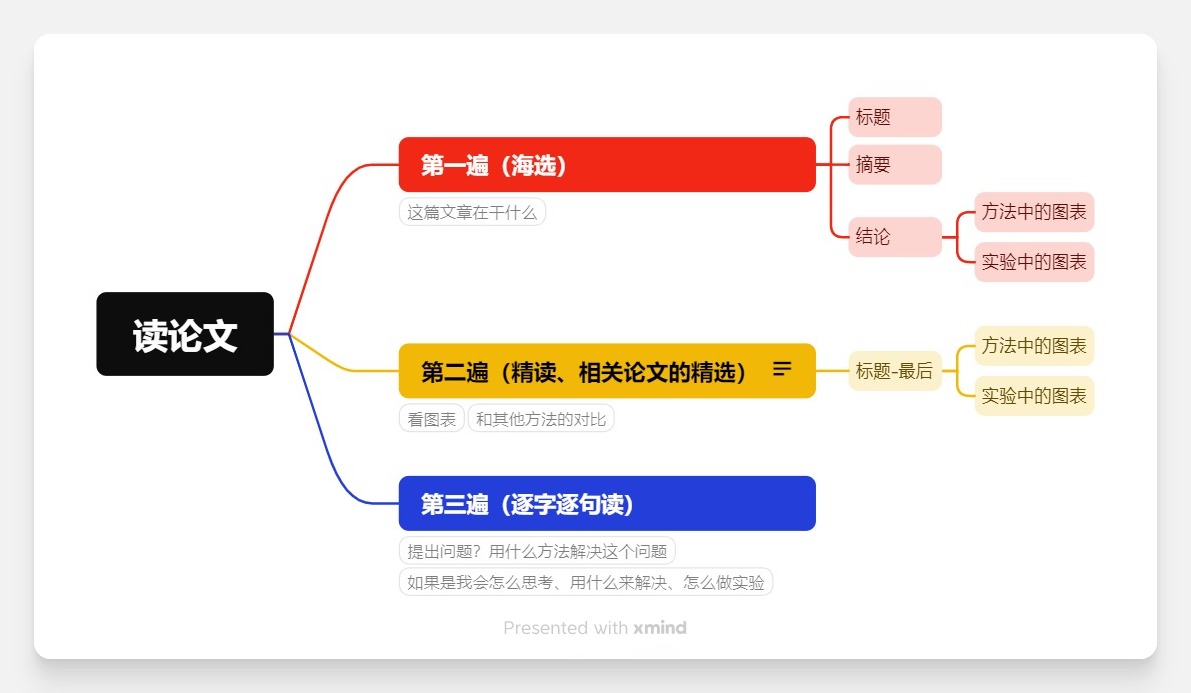 读论文
第一遍（海选）
这篇文章在干什么
标题
摘要
结论
方法中的图表
实验中的图表
第二遍（精读、相关论文的精选）
看图表
和其他方法的对比
标题-最后
方法中的图表
实验中的图表
第三遍（逐字逐句读）
提出问题？用什么方法解决这个问题
如果是我会怎么思考、用什么来解决、怎么做实验
Presented with xmind